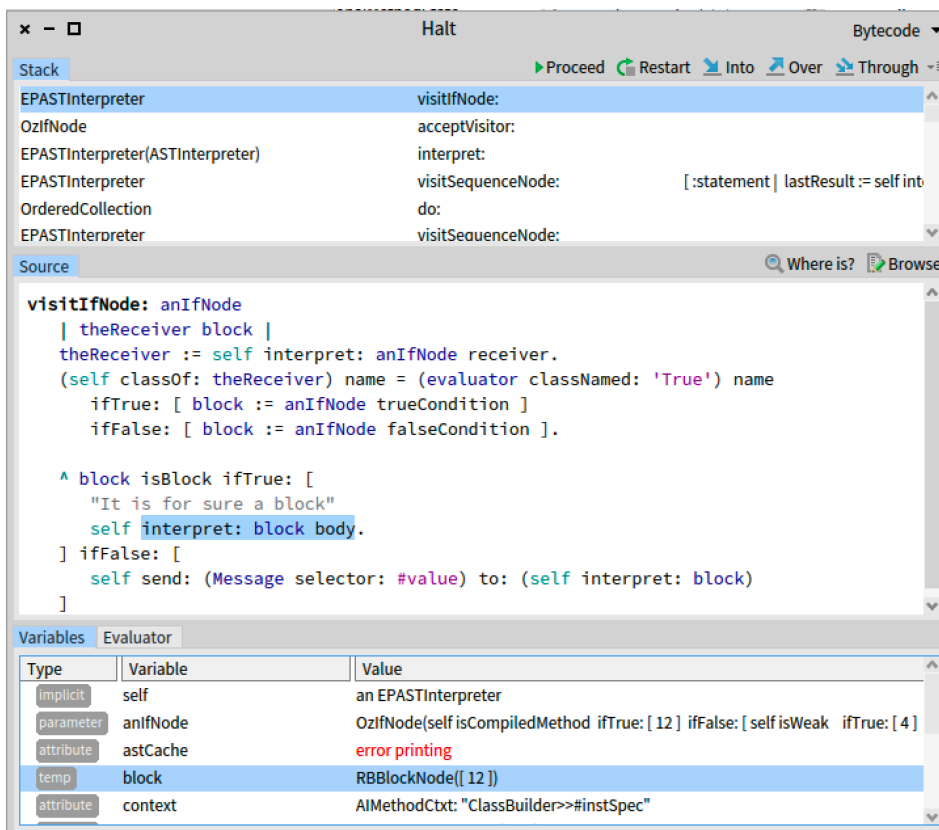 Halt
Bytecode
Stack
Proceed Restart Into Over Through
EPASTInterpreter visitIfNode:
OzIfNode acceptVisitor:
EPASTInterpreter(ASTInterpreter) interpret:
EPASTInterpreter visitSequenceNode: [ :statement | lastResult := self inte
OrderedCollection do:
EPASTInterpreter visitSequenceNode:
Source
Where is? Browse
visitIfNode: anIfNode
| theReceiver block |
theReceiver := self interpret: anIfNode receiver.
(self classOf: theReceiver) name = (evaluator classNamed: 'True') name
ifTrue: [ block := anIfNode trueCondition ]
ifFalse: [ block := anIfNode falseCondition ].
^ block isBlock ifTrue: [
"It is for sure a block"
self interpret: block body.
] ifFalse: [
self send: (Message selector: #value) to: (self interpret: block)
]
Variables Evaluator
Type Variable Value
implicit self an EPASTInterpreter
parameter anIfNode OzIfNode(self isCompiledMethod ifTrue: [ 12 ] ifFalse: [ self isWeak ifTrue: [ 4 ]
attribute astCache error printing
temp block RBBlockNode([ 12 ])
attribute context AIMethodCtxt: "ClassBuilder>>#instSpec"